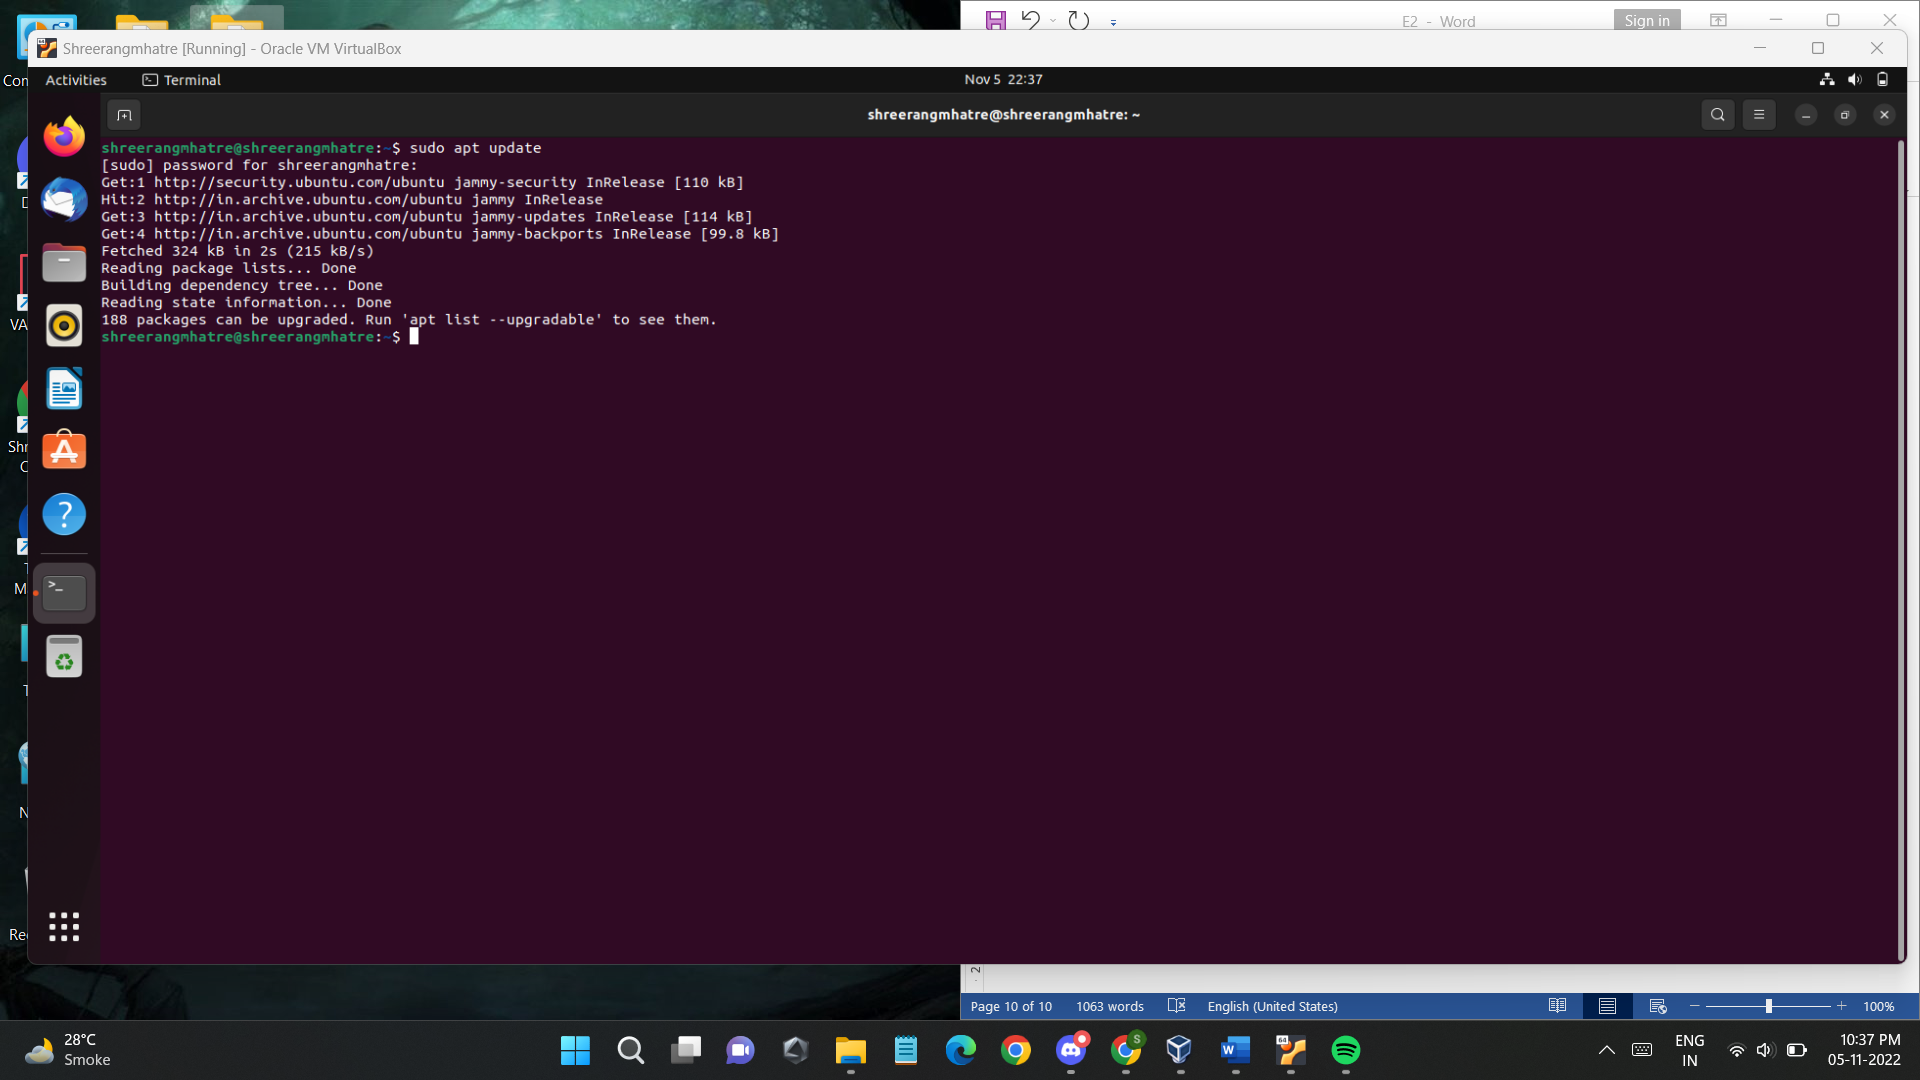 E2 - Word
Sign in
Shreerangmhatre [Running] - Oracle VM VirtualBox
Activities
Terminal
Nov 5 22:37
shreerangmhatre@shreerangmhatre: ~
shreerangmhatre@shreerangmhatre:~$ sudo apt update
[sudo] password for shreerangmhatre:
Get:1 http://security.ubuntu.com/ubuntu jammy-security InRelease [110 kB]
Hit:2 http://in.archive.ubuntu.com/ubuntu jammy InRelease
Get:3 http://in.archive.ubuntu.com/ubuntu jammy-updates InRelease [114 kB]
Get:4 http://in.archive.ubuntu.com/ubuntu jammy-backports InRelease [99.8 kB]
Fetched 324 kB in 2s (215 kB/s)
Reading package lists... Done
Building dependency tree... Done
Reading state information... Done
188 packages can be upgraded. Run 'apt list --upgradable' to see them.
shreerangmhatre@shreerangmhatre:~$
Page 10 of 10
1063 words
English (United States)
100%
28°C
Smoke
ENG
IN
10:37 PM
05-11-2022